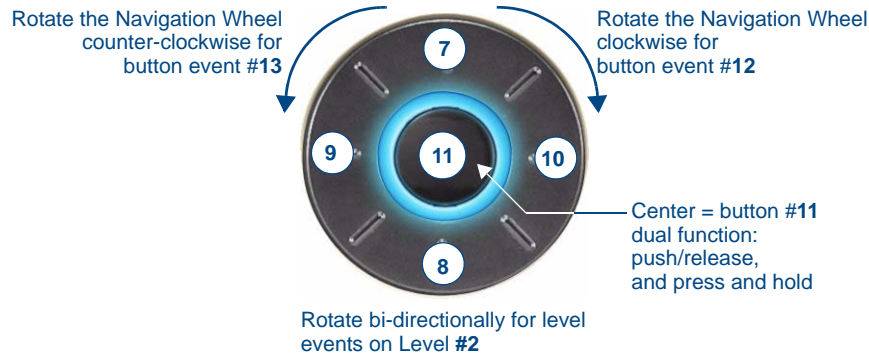 Rotate the Navigation Wheel
counter-clockwise for
button event #13
Rotate the Navigation Wheel
clockwise for
button event #12
7
9
11
10
8
Center = button #11
dual function:
push/release,
and press and hold
Rotate bi-directionally for level
events on Level #2